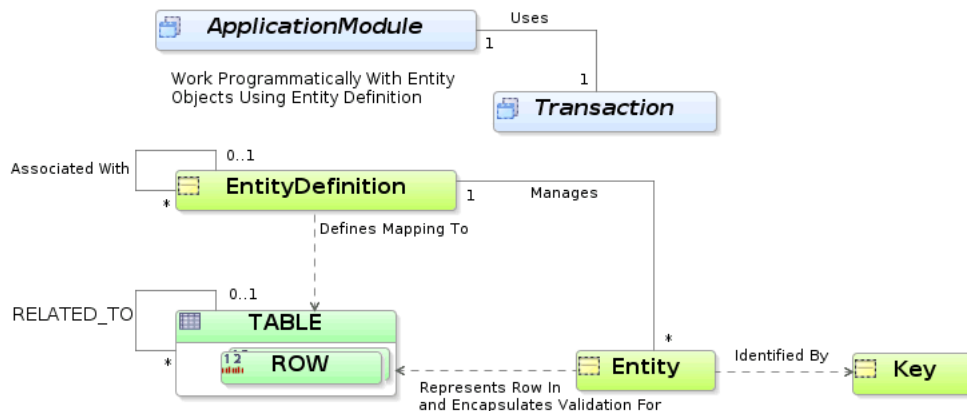 ApplicationModule
Uses
1
Work Programmatically With Entity
Objects Using Entity Definition
1
Transaction
Associated With
0..1
EntityDefinition
*
1
Manages
Defines Mapping To
RELATED_TO
0..1
TABLE
*
1 2
ROW
*
Entity
Identified By
Key
Represents Row In
and Encapsulates Validation For